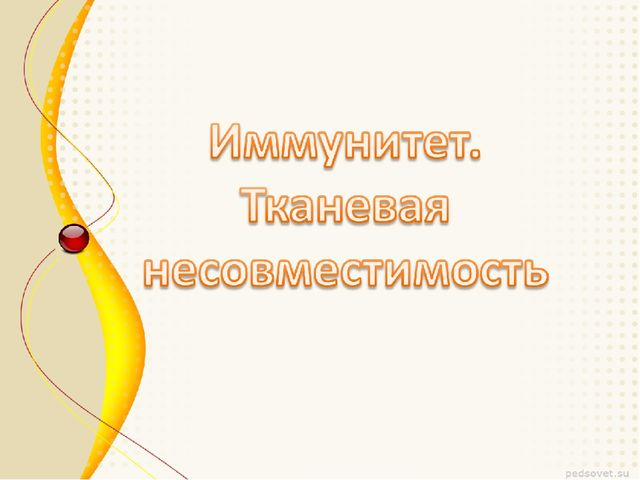 Иммунитет.
Тканевая
несовместимость
pedsovet.su